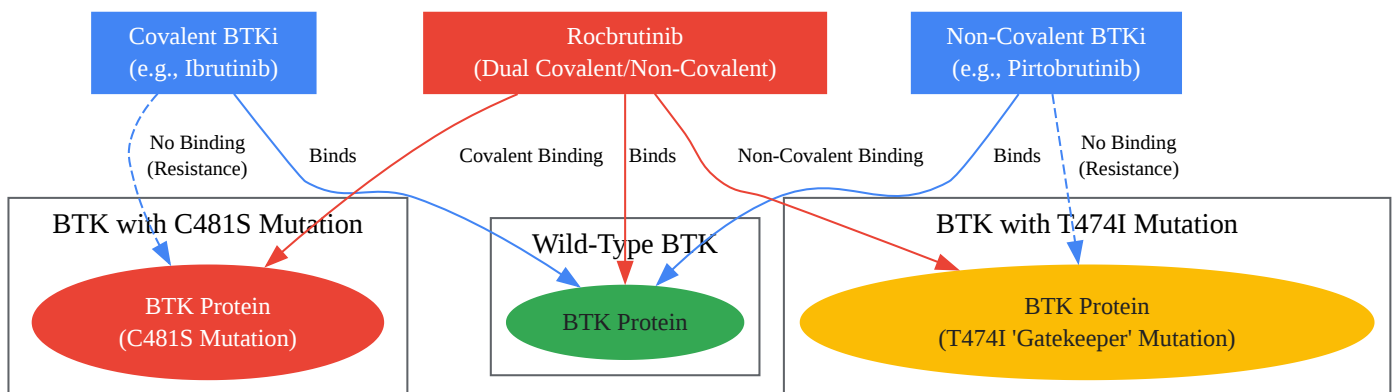 Covalent BTKi
(e.g., Ibrutinib)
Rocbrutinib
(Dual Covalent/Non-Covalent)
Non-Covalent BTKi
(e.g., Pirtobrutinib)
No Binding
(Resistance)
Binds
Covalent Binding
Binds
Non-Covalent Binding
Binds
No Binding
(Resistance)
BTK with C481S Mutation
Wild-Type BTK
BTK with T474I Mutation
BTK Protein
(C481S Mutation)
BTK Protein
BTK Protein
(T474I 'Gatekeeper' Mutation)